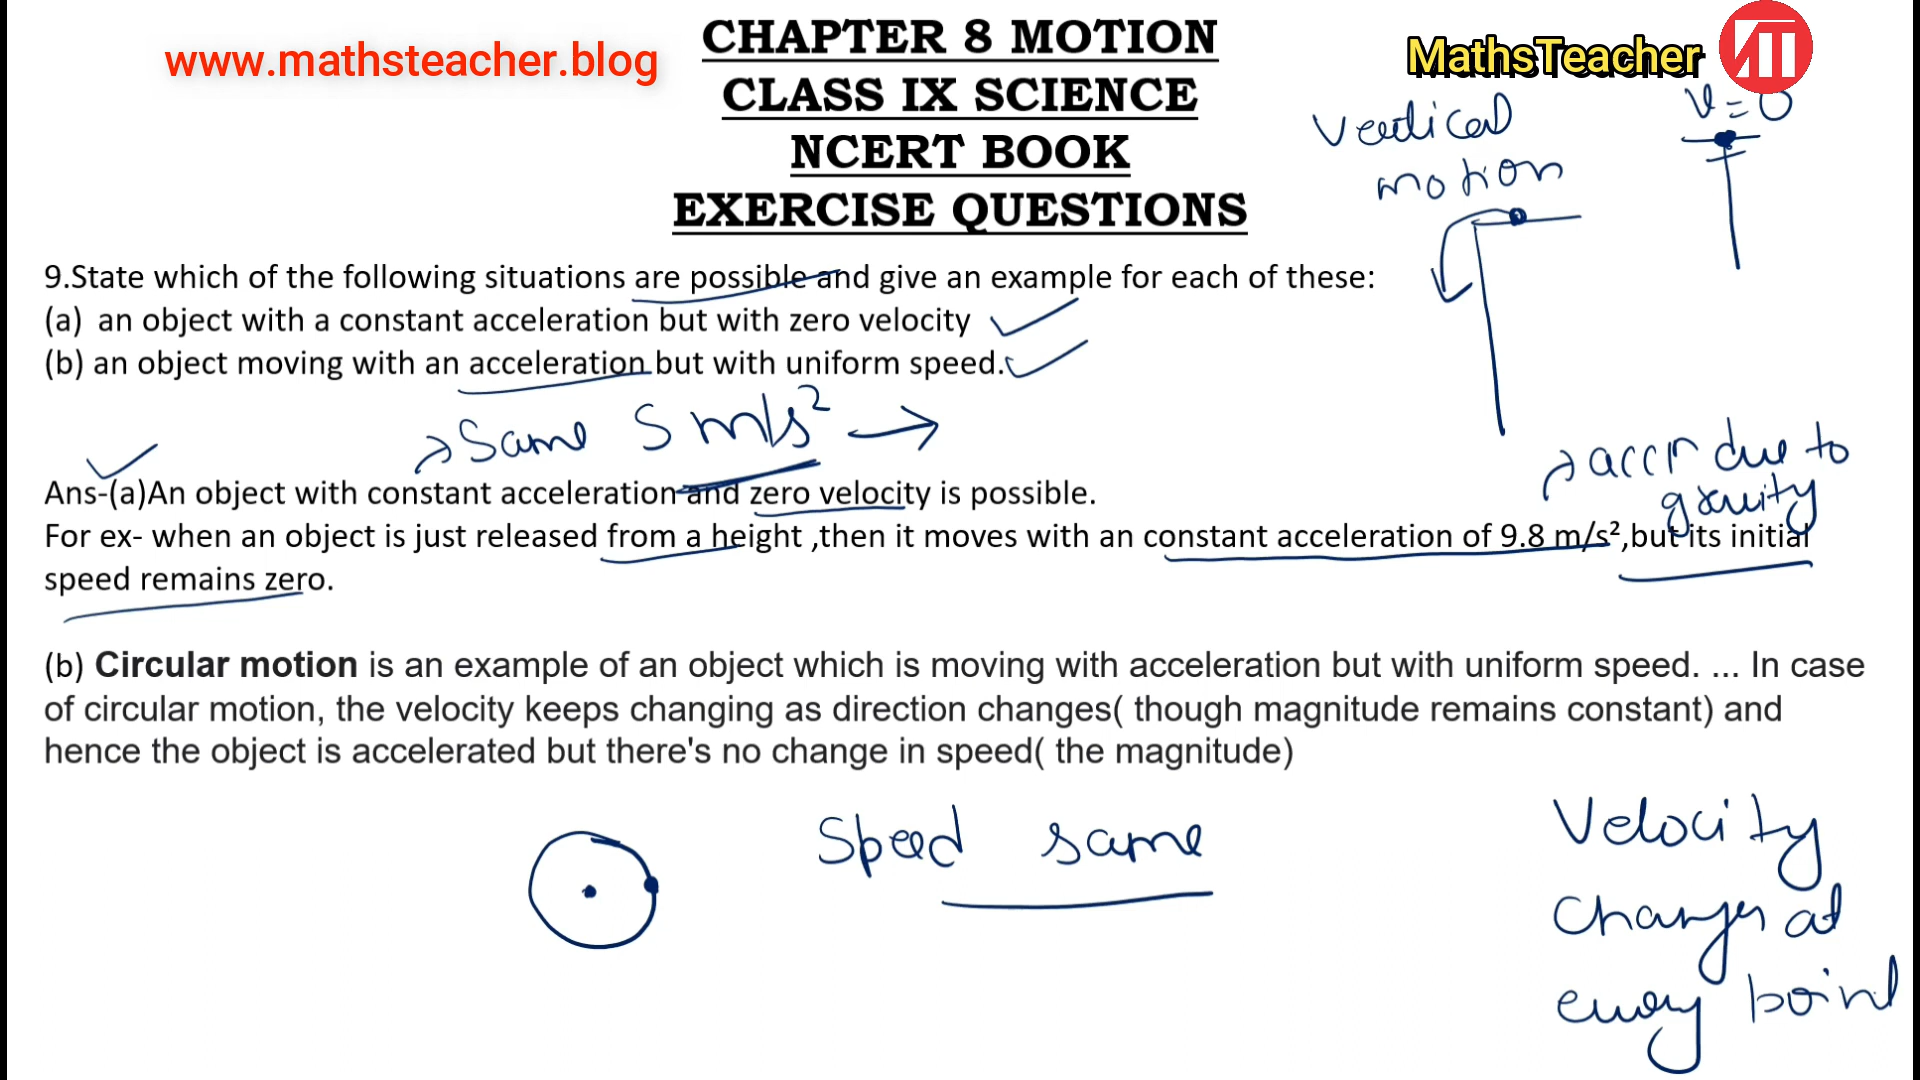 www.mathsteacher.blog
CHAPTER 8 MOTION
CLASS IX SCIENCE
NCERT BOOK
EXERCISE QUESTIONS
MathsTeacher
Vertical
motion
v=0
9.State which of the following situations are possible and give an example for each of these:
(a) an object with a constant acceleration but with zero velocity
(b) an object moving with an acceleration but with uniform speed.
Same 5 m/s²
accn due to
gravity
Ans-(a)An object with constant acceleration and zero velocity is possible.
For ex- when an object is just released from a height ,then it moves with an constant acceleration of 9.8 m/s²,but its initial
speed remains zero.
(b) Circular motion is an example of an object which is moving with acceleration but with uniform speed. ... In case
of circular motion, the velocity keeps changing as direction changes( though magnitude remains constant) and
hence the object is accelerated but there's no change in speed( the magnitude)
Speed same
Velocity
changes at
every point